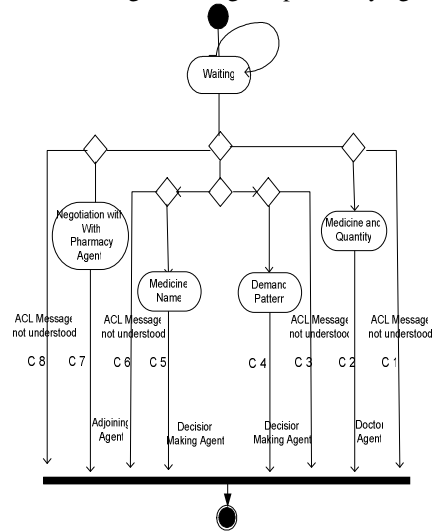 Waiting
Negotiation with
With
Pharmacy
Agent
Medicine and
Quantity
Medicine
Name
Demand
Pattern
ACL Message
not understood
ACL Message
not understood
ACL Message
not understood
ACL Message
not understood
C 8
C 7
C 6
C 5
C 4
C 3
C 2
C 1
Adjoining
Agent
Decision
Making Agent
Decision
Making Agent
Doctor
Agent